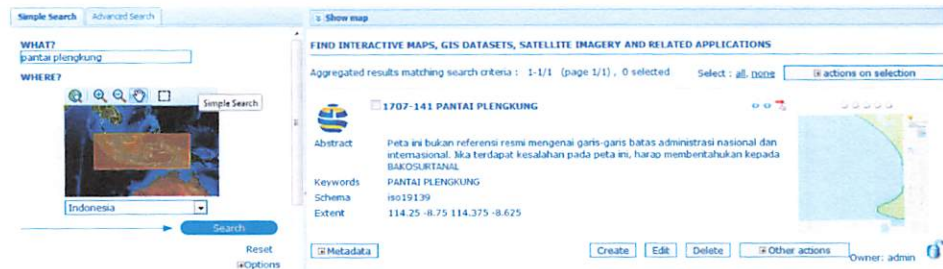 Simple Search
Advanced Search
WHAT?
pantai plengkung
WHERE?
Simple Search
Indonesia
Search
Reset
Options
Show map
FIND INTERACTIVE MAPS, GIS DATASETS, SATELLITE IMAGERY AND RELATED APPLICATIONS
Aggregated results matching search criteria : 1-1/1 (page 1/1) , 0 selected
Select : all, none
actions on selection
1707-141 PANTAI PLENGKUNG
Abstract
Peta ini bukan referensi resmi mengenai garis-garis batas administrasi nasional dan
internasional. Jika terdapat kesalahan pada peta ini, harap membentahukan kepada
BAKOSURTANAL
Keywords
PANTAI PLENGKUNG
Schema
iso19139
Extent
114.25 -8.75 114.375 -8.625
Metadata
Create
Edit
Delete
Other actions
Owner: admin